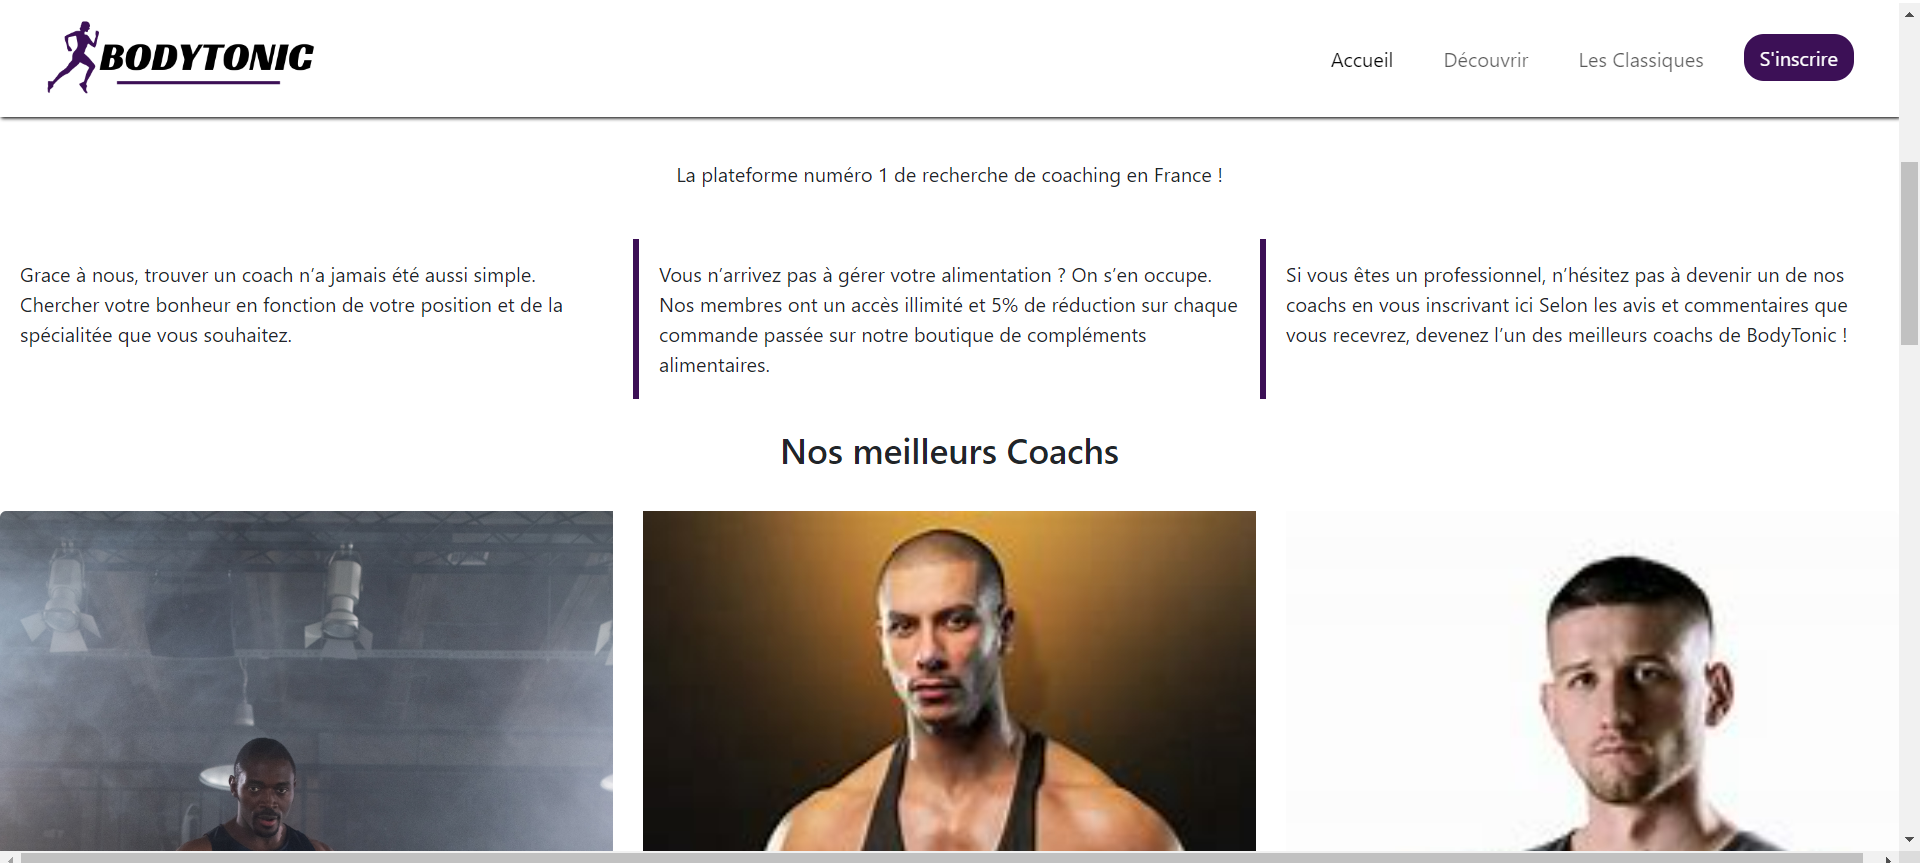 BODYTONIC
Accueil
Découvrir
Les Classiques
S'inscrire
La plateforme numéro 1 de recherche de coaching en France !
Grace à nous, trouver un coach n’a jamais été aussi simple.
Chercher votre bonheur en fonction de votre position et de la
spécialitée que vous souhaitez.
Vous n’arrivez pas à gérer votre alimentation ? On s’en occupe.
Nos membres ont un accès illimité et 5% de réduction sur chaque
commande passée sur notre boutique de compléments
alimentaires.
Si vous êtes un professionnel, n’hésitez pas à devenir un de nos
coachs en vous inscrivant ici Selon les avis et commentaires que
vous recevrez, devenez l’un des meilleurs coachs de BodyTonic !
Nos meilleurs Coachs